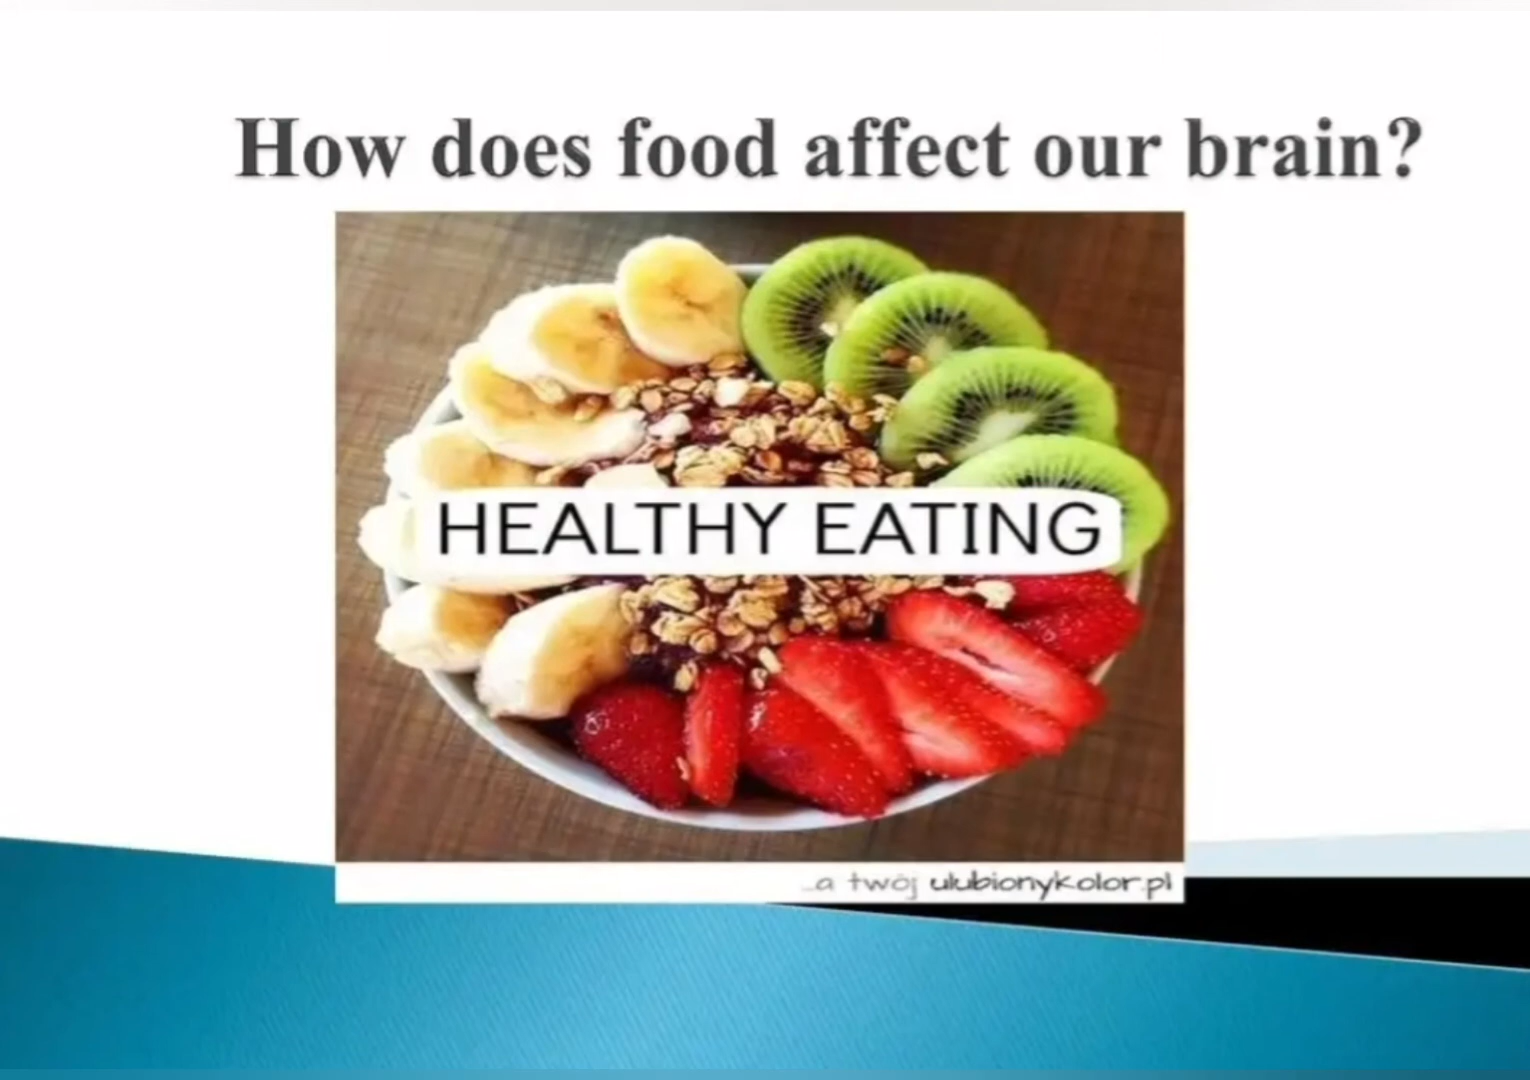 How does food affect our brain?
HEALTHY EATING
...a twój ulubionykolor.pl